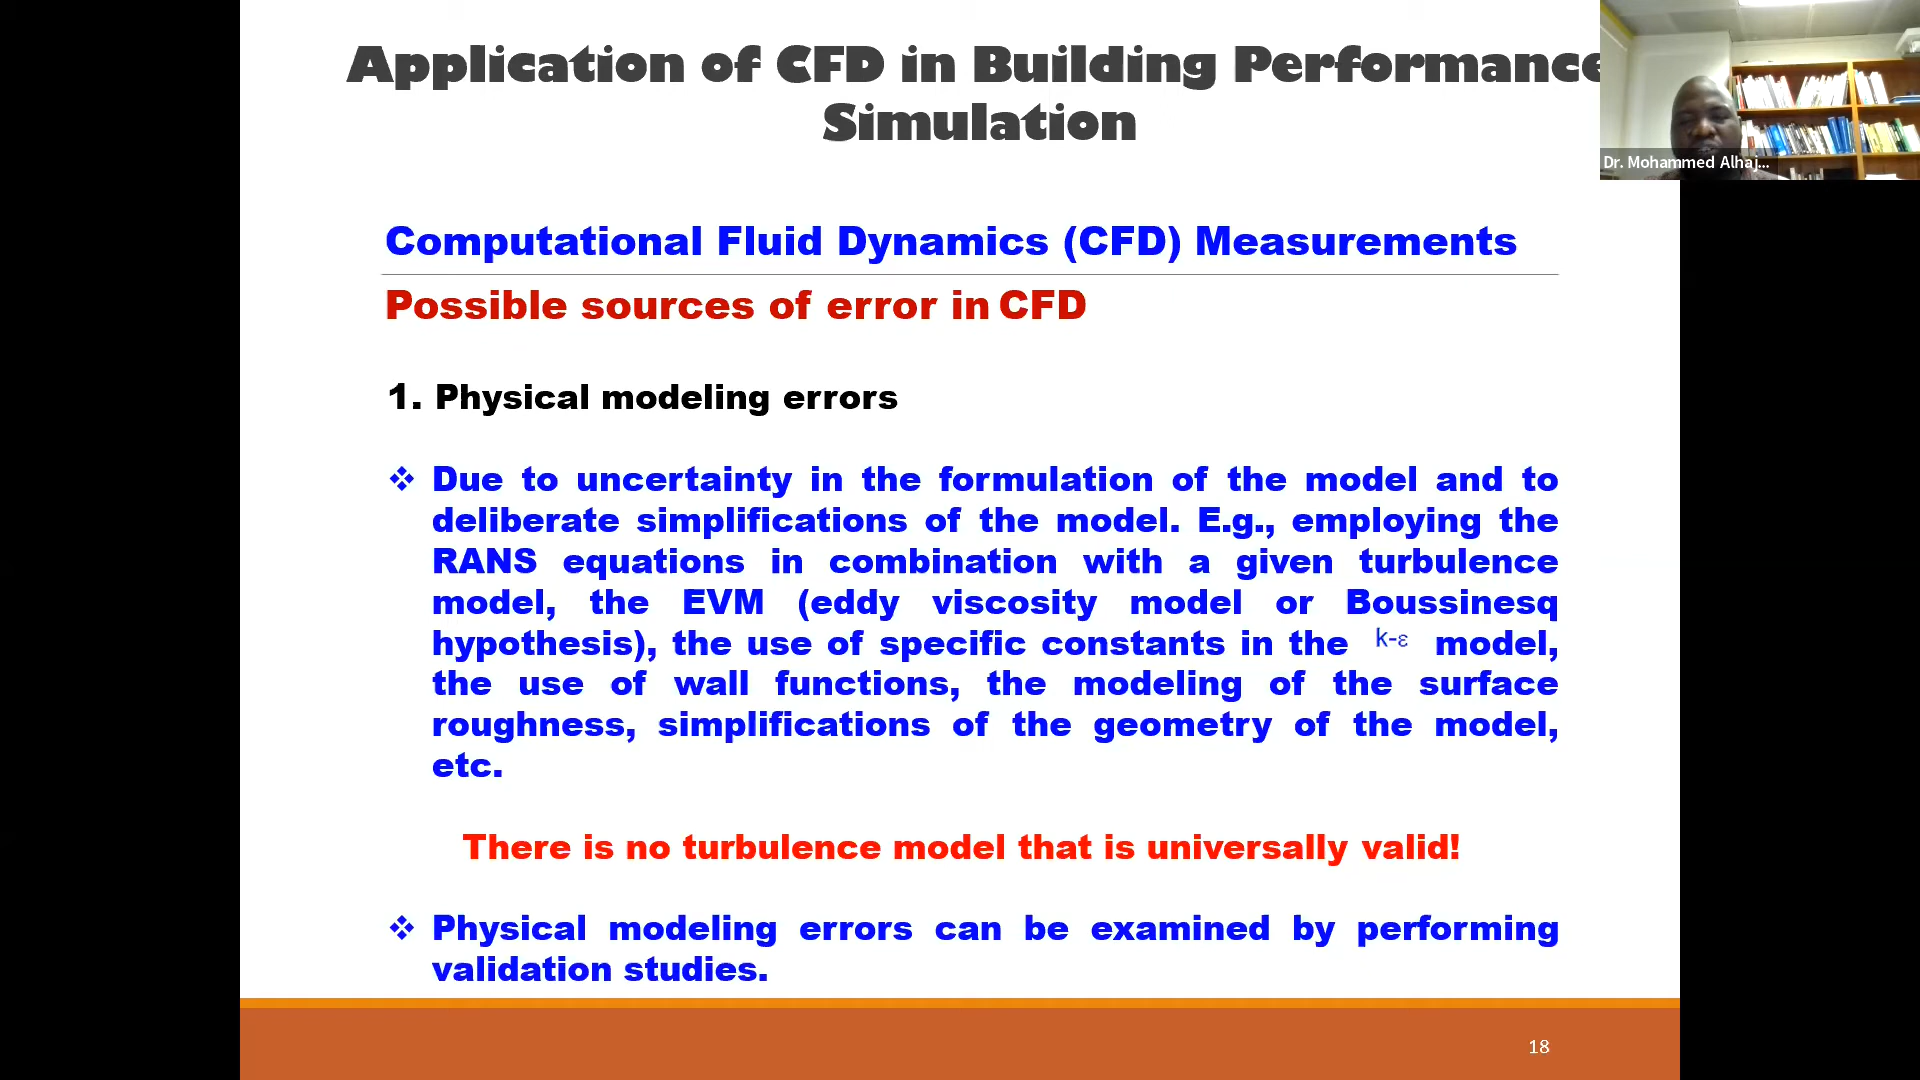 Application of CFD in Building Performance
Simulation
Dr. Mohammed Alhaj...
Computational Fluid Dynamics (CFD) Measurements
Possible sources of error in CFD
1. Physical modeling errors
❖ Due to uncertainty in the formulation of the model and to
deliberate simplifications of the model. E.g., employing the
RANS equations in combination with a given turbulence
model, the EVM (eddy viscosity model or Boussinesq
hypothesis), the use of specific constants in the k-ε model,
the use of wall functions, the modeling of the surface
roughness, simplifications of the geometry of the model,
etc.
There is no turbulence model that is universally valid!
❖ Physical modeling errors can be examined by performing
validation studies.
18